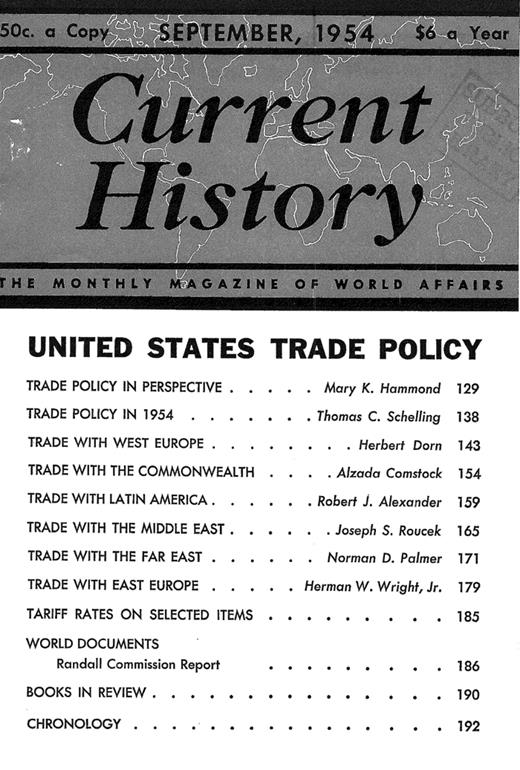 50c. a Copy SEPTEMBER, 1954 $6 a Year
Current
History
THE MONTHLY MAGAZINE OF WORLD AFFAIRS
UNITED STATES TRADE POLICY
TRADE POLICY IN PERSPECTIVE . . . . . Mary K. Hammond 129
TRADE POLICY IN 1954 . . . . . . . Thomas C. Schelling 138
TRADE WITH WEST EUROPE . . . . . . . . Herbert Dorn 143
TRADE WITH THE COMMONWEALTH . . . . Alzada Comstock 154
TRADE WITH LATIN AMERICA . . . . . . Robert J. Alexander 159
TRADE WITH THE MIDDLE EAST . . . . . . Joseph S. Roucek 165
TRADE WITH THE FAR EAST . . . . . . Norman D. Palmer 171
TRADE WITH EAST EUROPE . . . . . Herman W. Wright, Jr. 179
TARIFF RATES ON SELECTED ITEMS . . . . . . . . . 185
WORLD DOCUMENTS
Randall Commission Report . . . . . . . . . 186
BOOKS IN REVIEW . . . . . . . . . . . . . . . 190
CHRONOLOGY . . . . . . . . . . . . . . . . 192